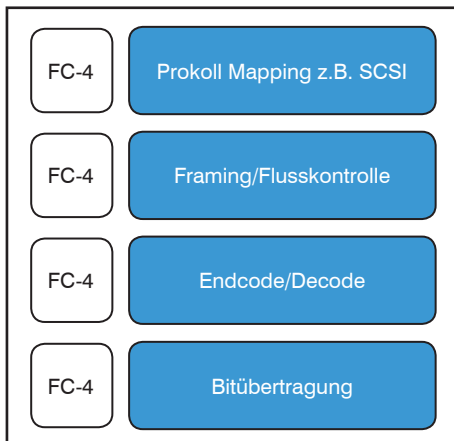 FC-4 Prokoll Mapping z.B. SCSI
FC-4 Framing/Flusskontrolle
FC-4 Endcode/Decode
FC-4 Bitübertragung